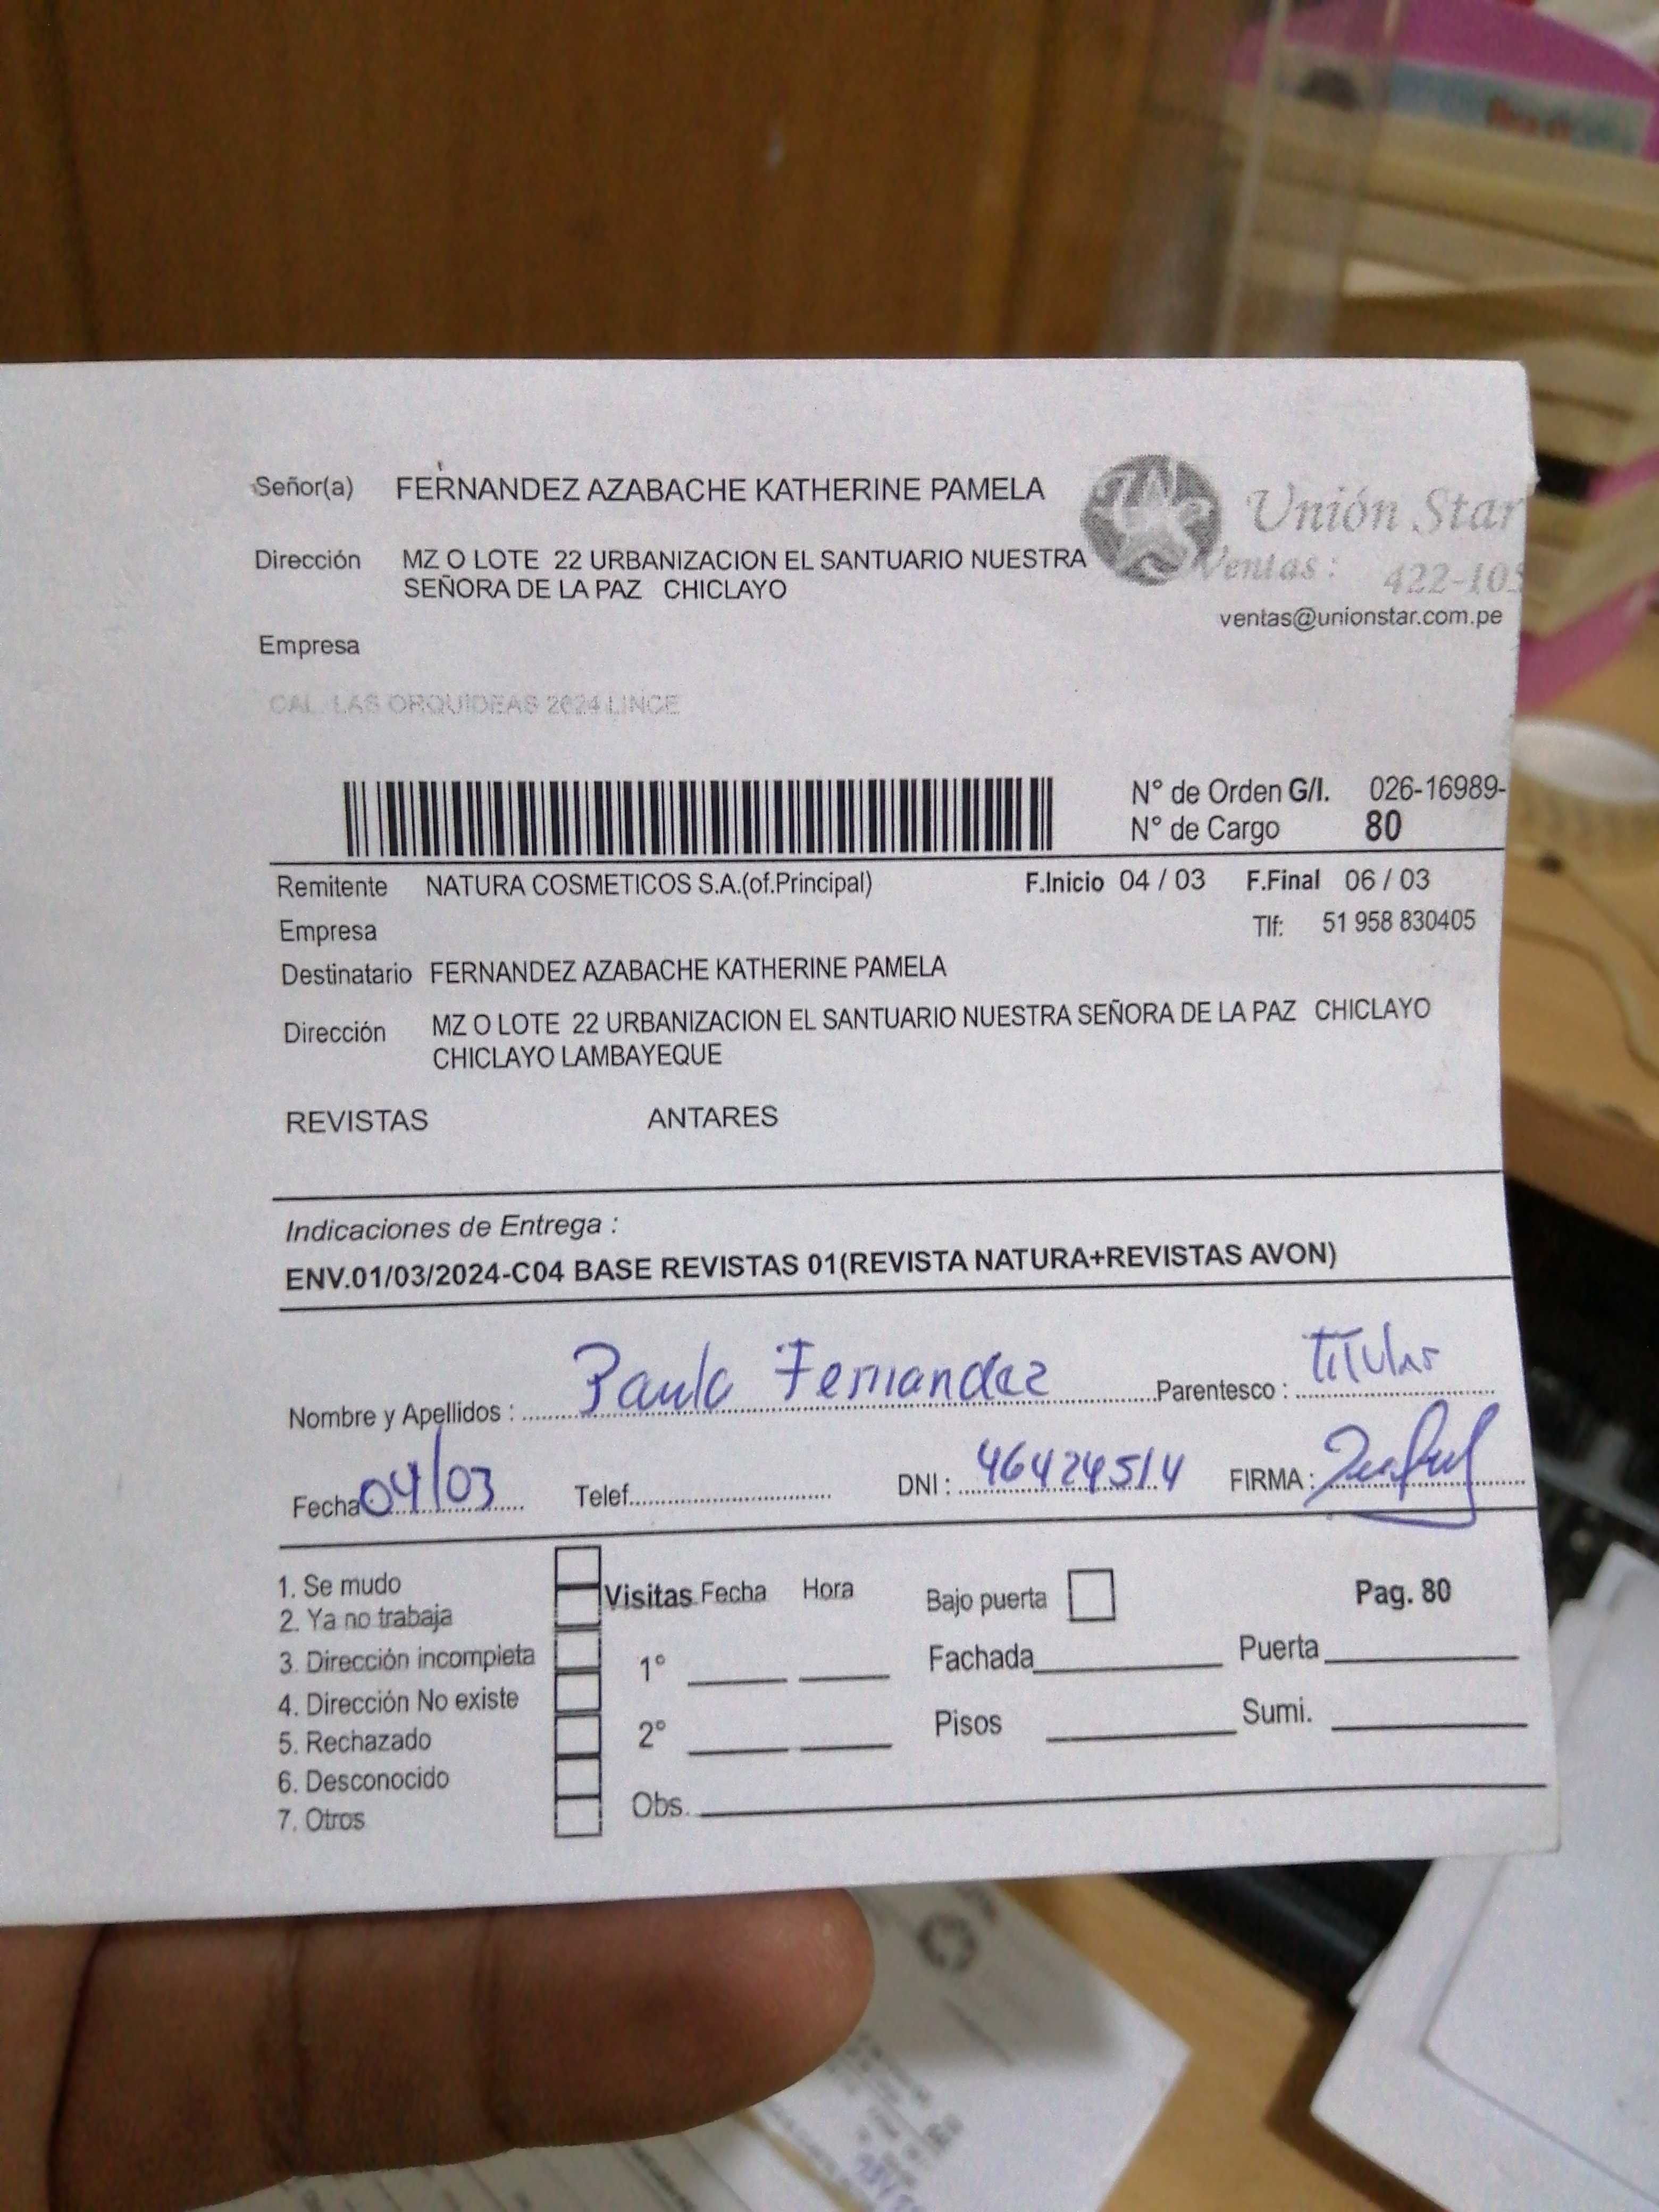 Señor(a) FERNANDEZ AZABACHE KATHERINE PAMELA
Unión Star
Dirección MZ O LOTE 22 URBANIZACION EL SANTUARIO NUESTRA
SEÑORA DE LA PAZ CHICLAYO
Ventas: 422-105
ventas@unionstar.com.pe
Empresa
CAL. LAS ORQUIDEAS 2624 LINCE
N° de Orden G/I. 026-16989-
N° de Cargo 80
Remitente NATURA COSMETICOS S.A.(of.Principal) F.Inicio 04 / 03 F.Final 06 / 03
Empresa Tlf: 51 958 830405
Destinatario FERNANDEZ AZABACHE KATHERINE PAMELA
Dirección MZ O LOTE 22 URBANIZACION EL SANTUARIO NUESTRA SEÑORA DE LA PAZ CHICLAYO
CHICLAYO LAMBAYEQUE
REVISTAS ANTARES
Indicaciones de Entrega :
ENV.01/03/2024-C04 BASE REVISTAS 01(REVISTA NATURA+REVISTAS AVON)
Nombre y Apellidos : Paula Fernandez Parentesco : Titular
Fecha 04/03 Telef. DNI : 46424514 FIRMA :
1. Se mudo
2. Ya no trabaja
3. Dirección incompleta
4. Dirección No existe
5. Rechazado
6. Desconocido
7. Otros
Visitas Fecha Hora
1°
2°
Obs.
Bajo puerta Pag. 80
Fachada Puerta
Pisos Sumi.